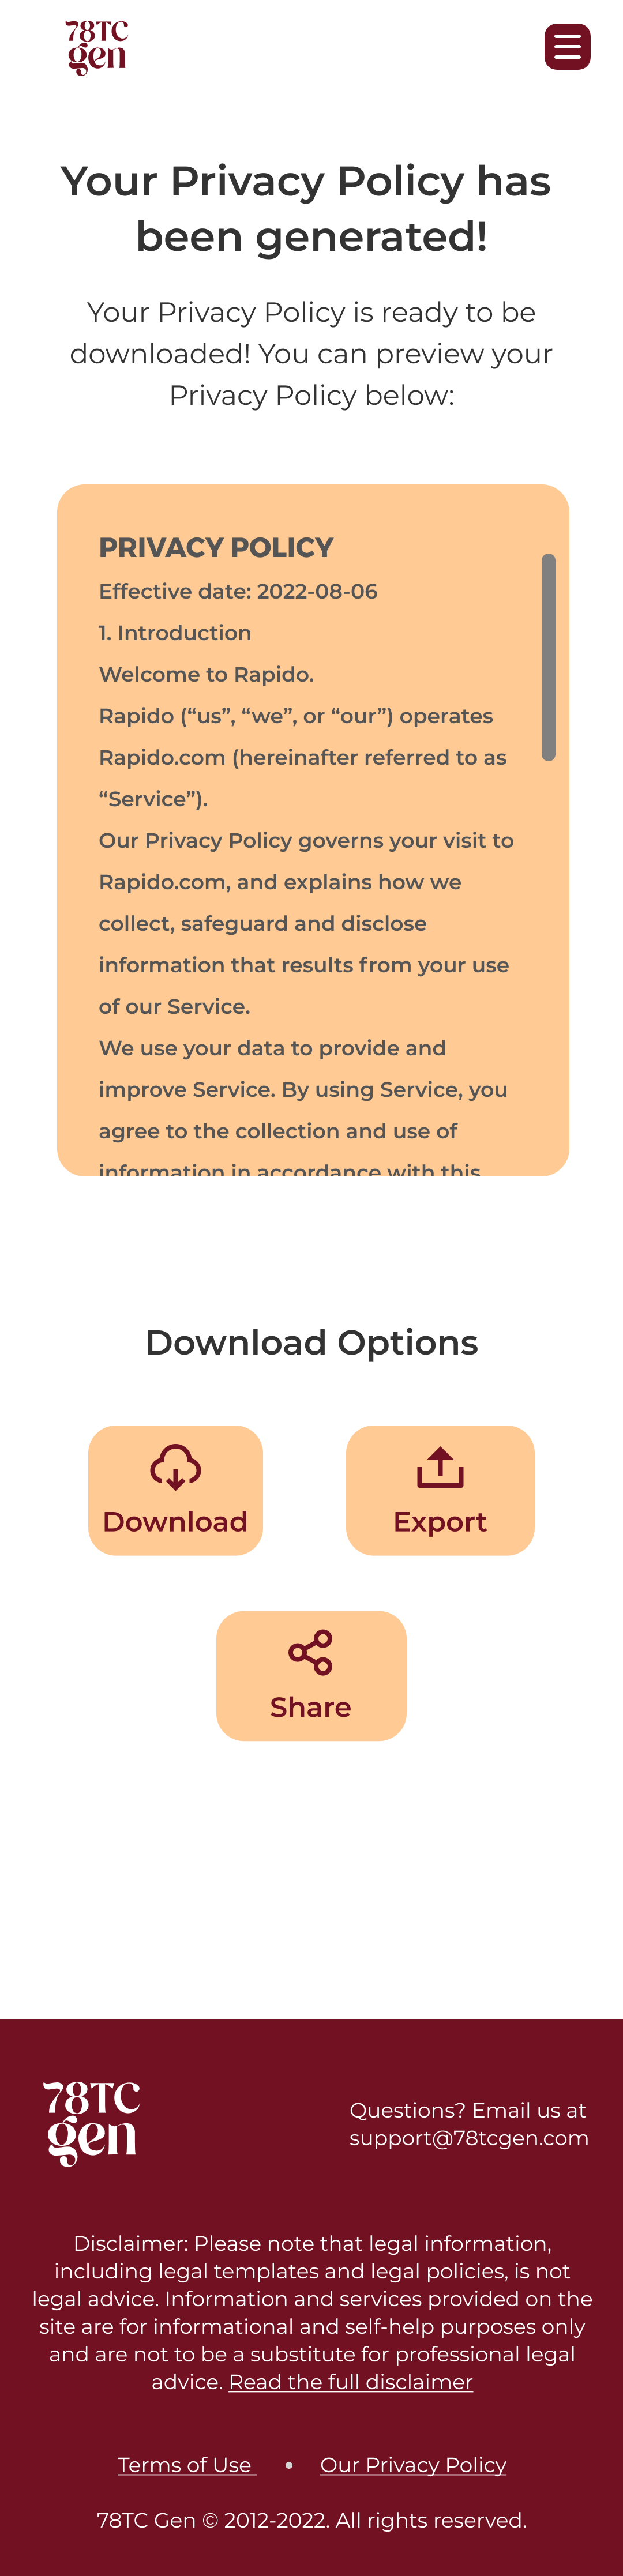 78TC
gen
Your Privacy Policy has
been generated!
Your Privacy Policy is ready to be
downloaded! You can preview your
Privacy Policy below:
PRIVACY POLICY
Effective date: 2022-08-06
1. Introduction
Welcome to Rapido.
Rapido (“us”, “we”, or “our”) operates
Rapido.com (hereinafter referred to as
“Service”).
Our Privacy Policy governs your visit to
Rapido.com, and explains how we
collect, safeguard and disclose
information that results from your use
of our Service.
We use your data to provide and
improve Service. By using Service, you
agree to the collection and use of
information in accordance with this
Download Options
Download
Export
Share
78TC
gen
Questions? Email us at
support@78tcgen.com
Disclaimer: Please note that legal information,
including legal templates and legal policies, is not
legal advice. Information and services provided on the
site are for informational and self-help purposes only
and are not to be a substitute for professional legal
advice. Read the full disclaimer
Terms of Use • Our Privacy Policy
78TC Gen © 2012-2022. All rights reserved.